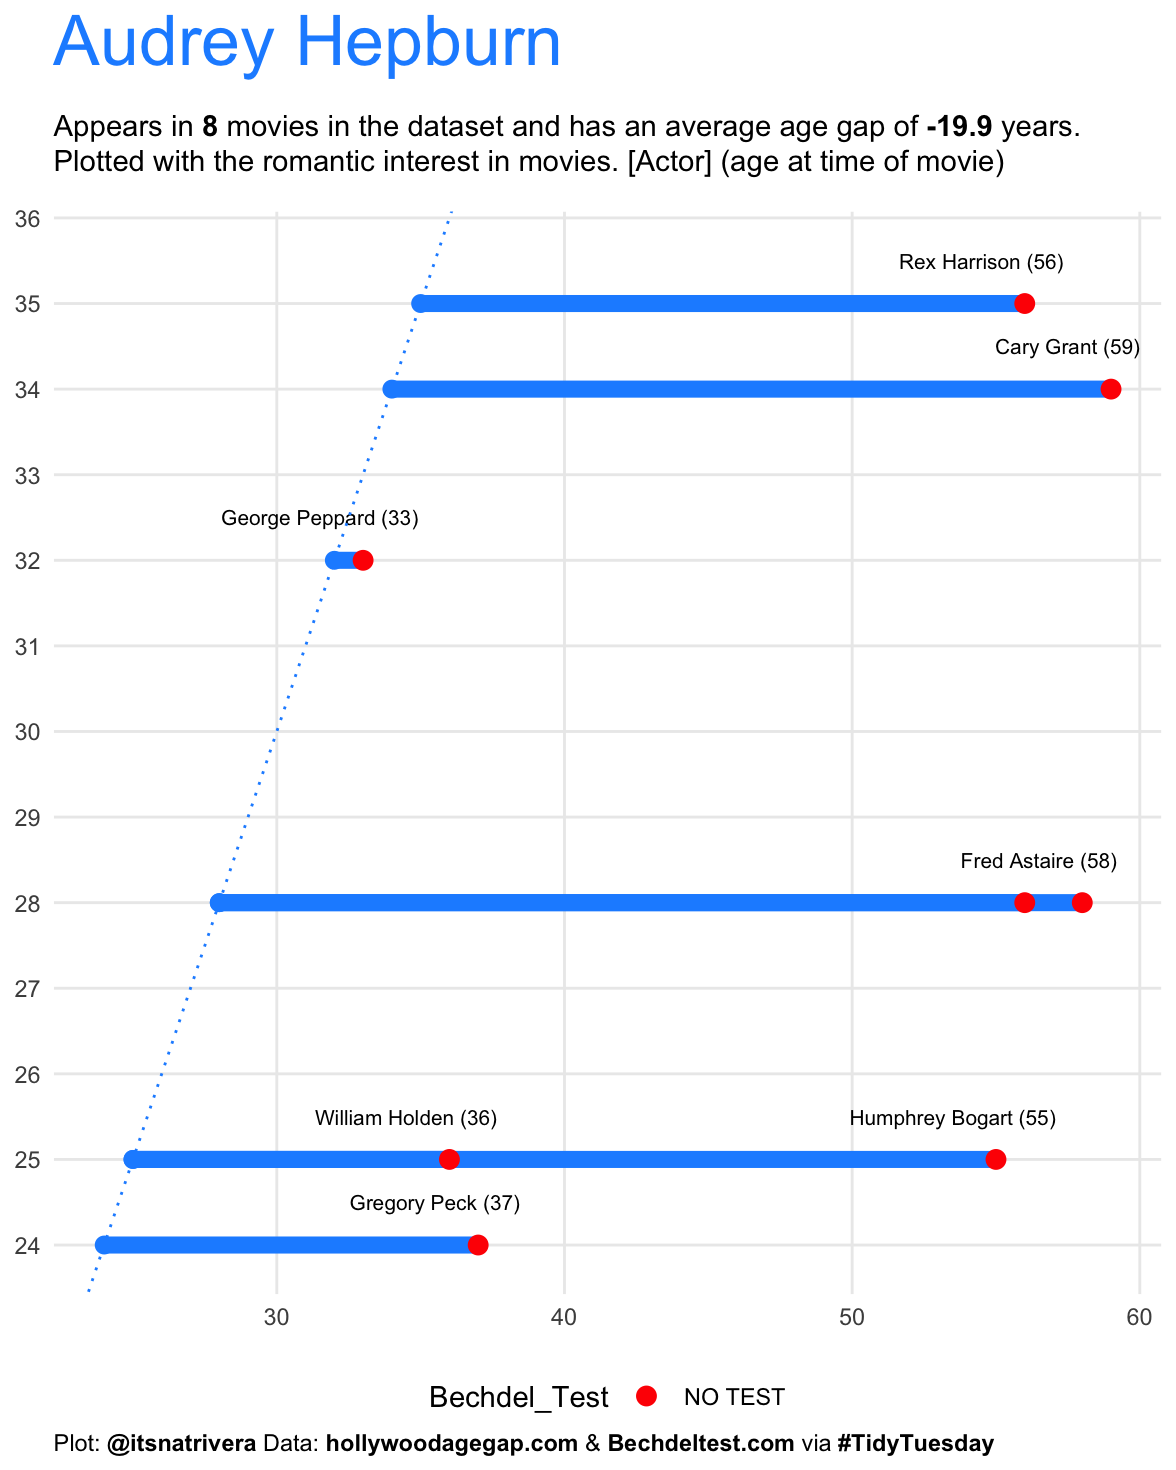 Audrey Hepburn
Appears in 8 movies in the dataset and has an average age gap of -19.9 years.
Plotted with the romantic interest in movies. [Actor] (age at time of movie)
36
Rex Harrison (56)
35
Cary Grant (59)
34
33
George Peppard (33)
32
31
30
29
Fred Astaire (58)
28
27
26
William Holden (36) Humphrey Bogart (55)
25
Gregory Peck (37)
24
30 40 50 60
Bechdel_Test NO TEST
Plot: @itsnatrivera Data: hollywoodagegap.com & Bechdeltest.com via #TidyTuesday